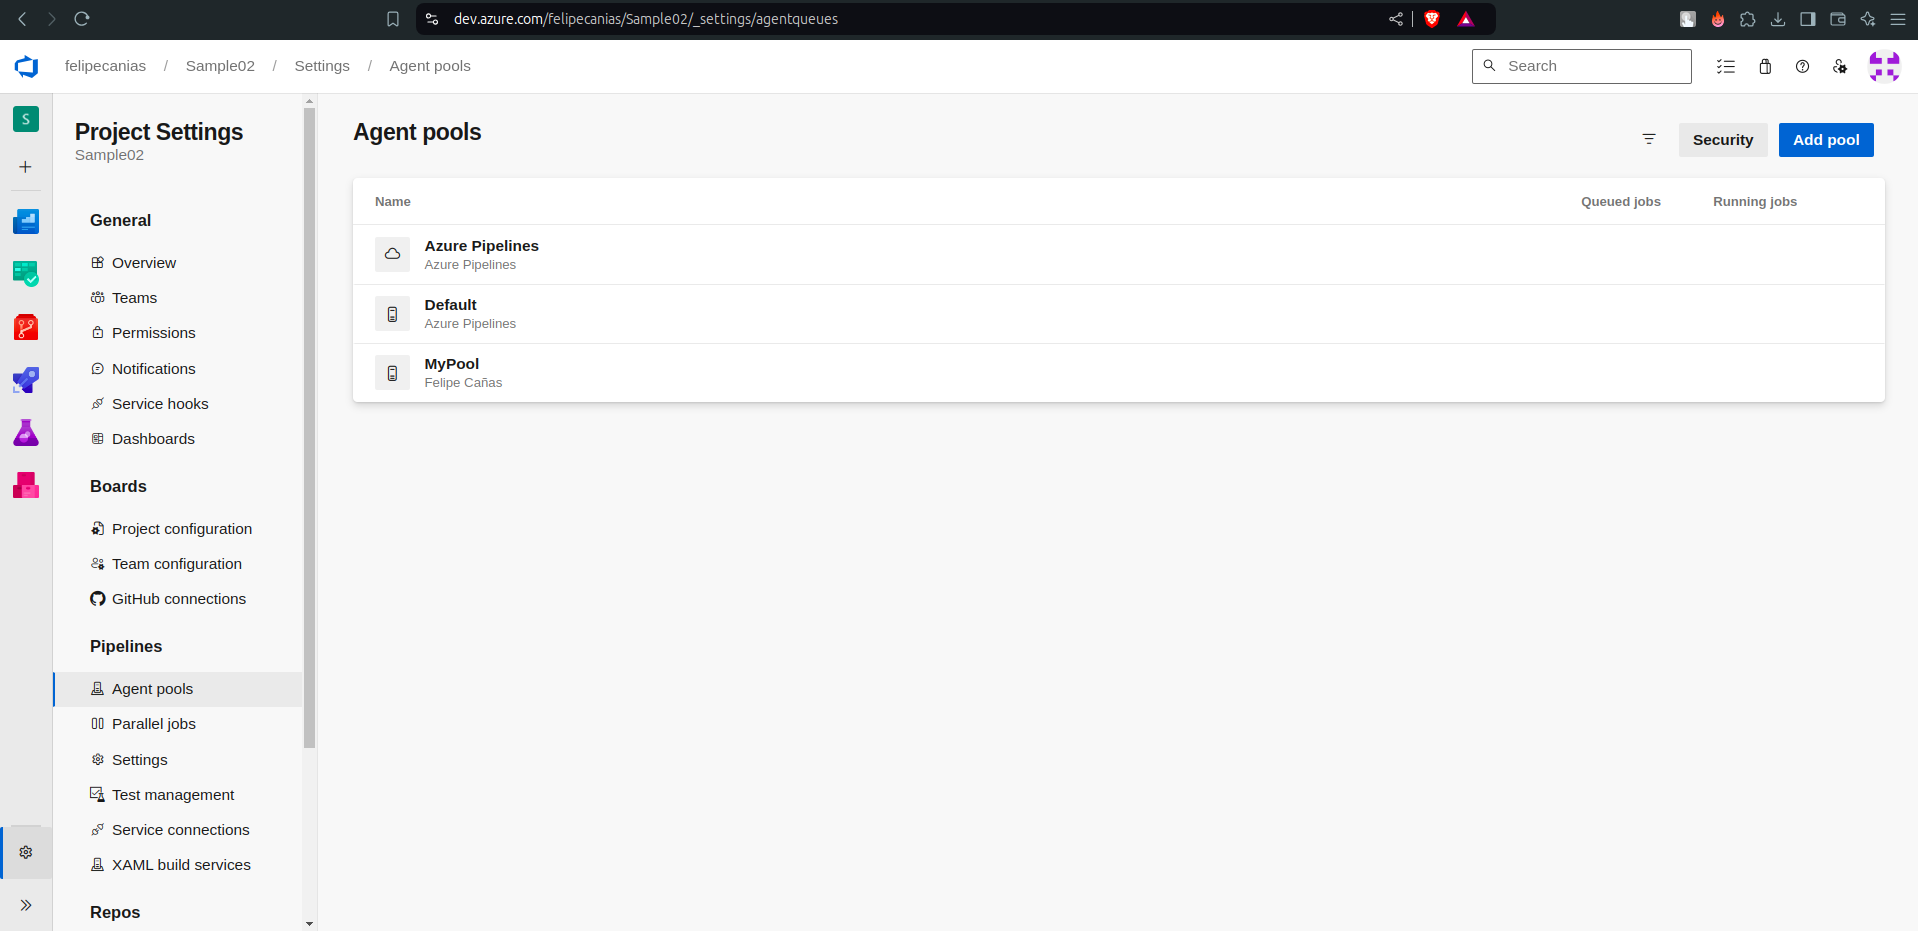 dev.azure.com/felipecanias/Sample02/_settings/agentqueues
felipecanias / Sample02 / Settings / Agent pools
Search
S
Project Settings
Sample02
General
Overview
Teams
Permissions
Notifications
Service hooks
Dashboards
Boards
Project configuration
Team configuration
GitHub connections
Pipelines
Agent pools
Parallel jobs
Settings
Test management
Service connections
XAML build services
Repos
Agent pools
Security
Add pool
Name Queued jobs Running jobs
Azure Pipelines
Azure Pipelines
Default
Azure Pipelines
MyPool
Felipe Cañas